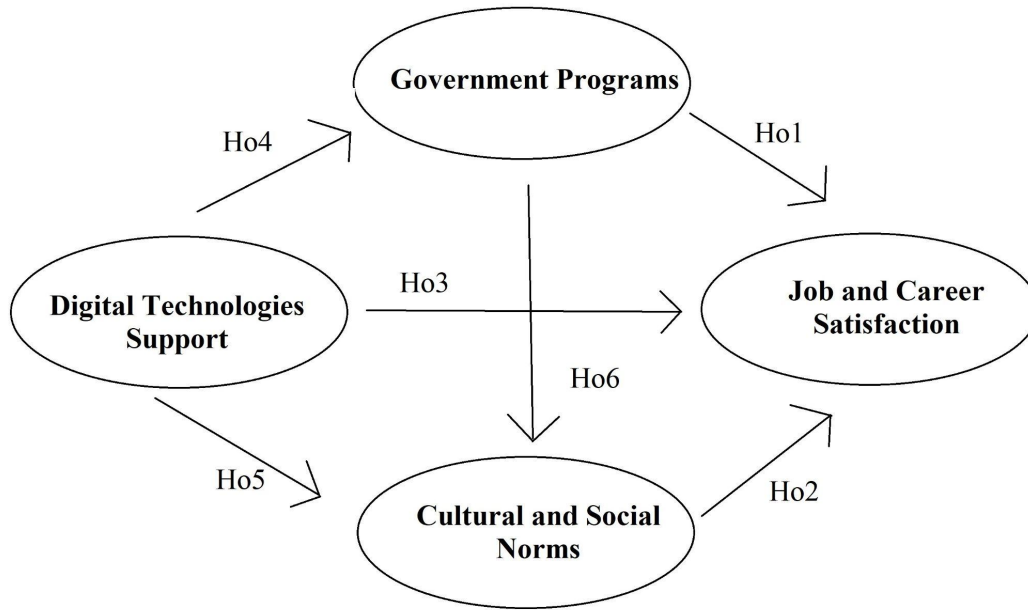 Government Programs
Ho4
Ho1
Digital Technologies
Support
Ho3
Job and Career
Satisfaction
Ho6
Ho5
Ho2
Cultural and Social
Norms